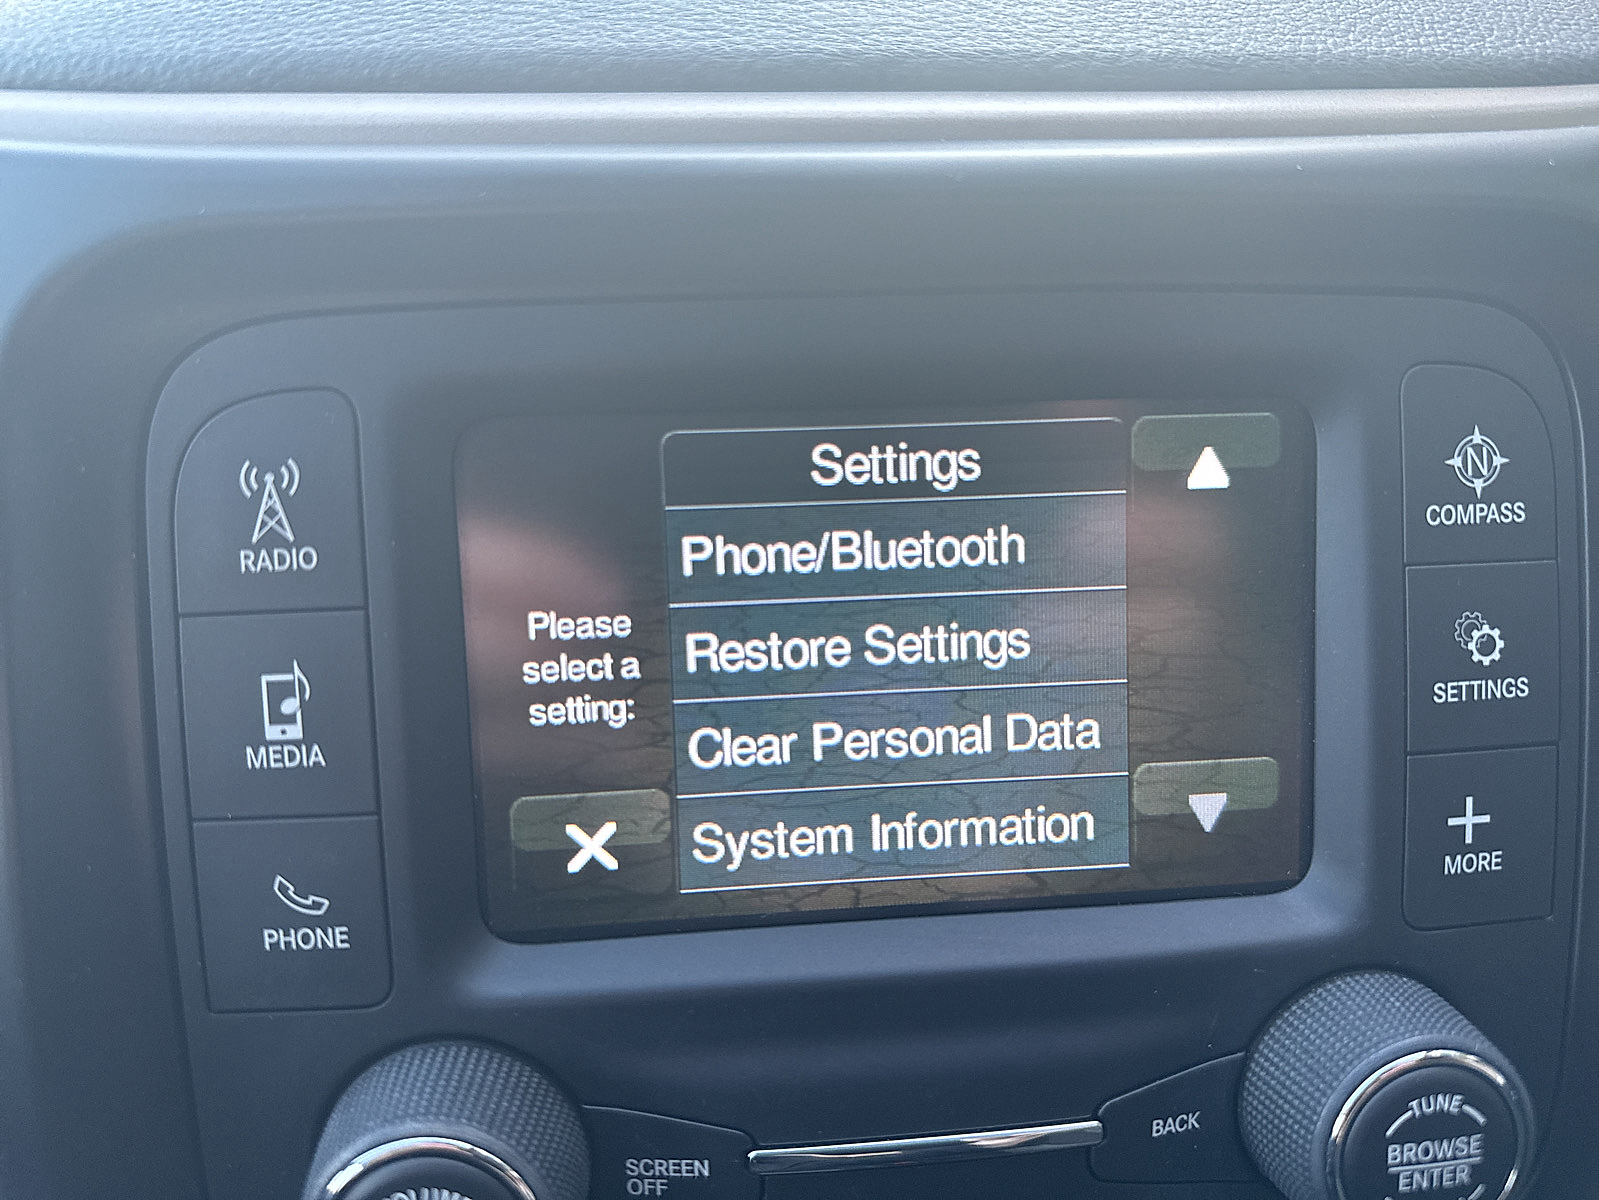 Settings
Phone/Bluetooth
Restore Settings
Clear Personal Data
System Information
Please
select a
setting:
RADIO
MEDIA
PHONE
N
COMPASS
SETTINGS
MORE
VOLUME
SCREEN
OFF
BACK
TUNE
BROWSE
ENTER